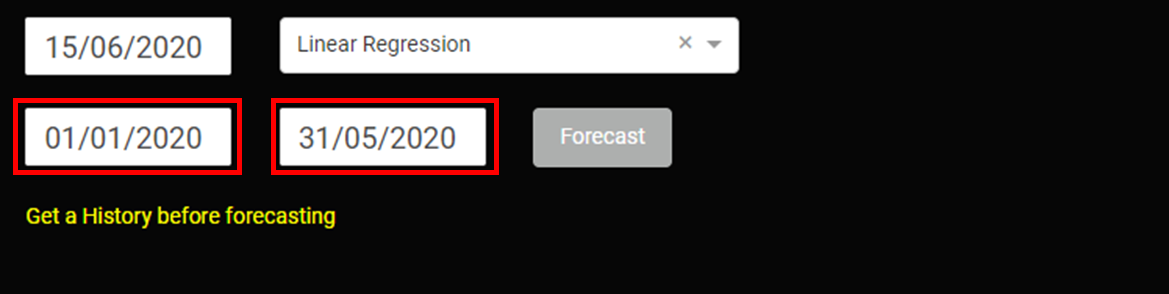 15/06/2020 Linear Regression ×
01/01/2020 31/05/2020 Forecast
Get a History before forecasting